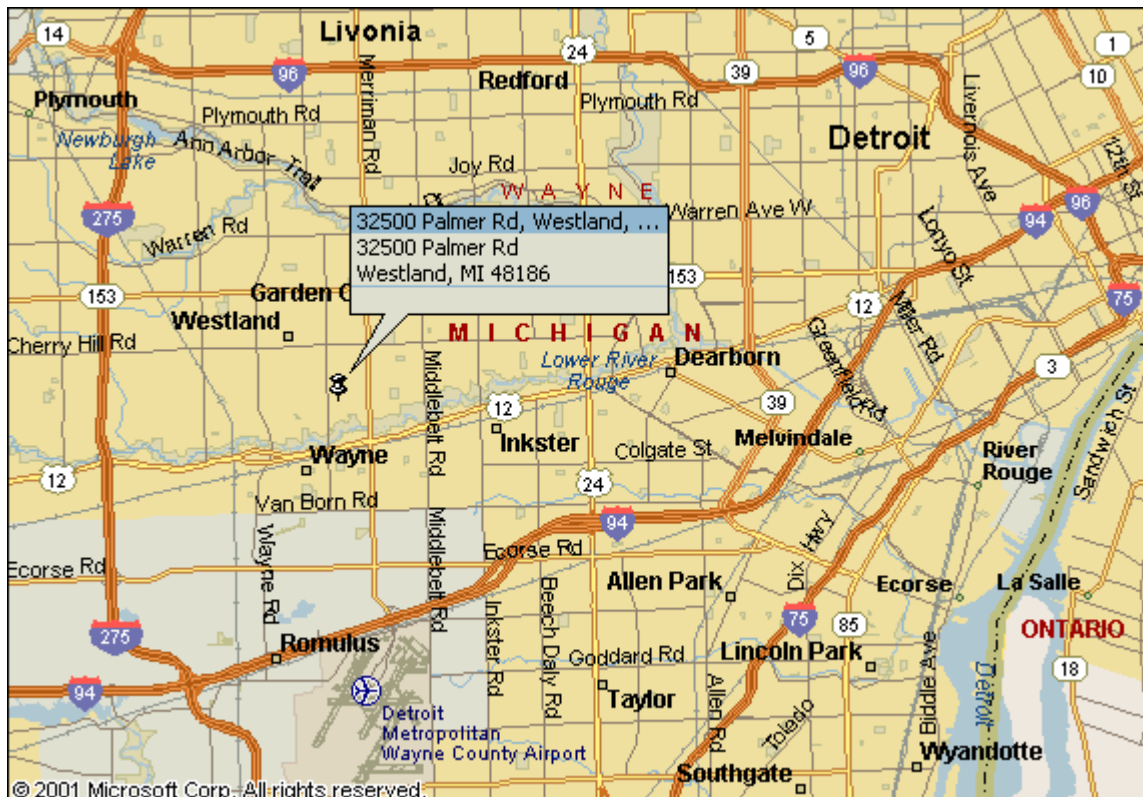 14
Livonia
24
5
1
96
Redford
39
96
10
Plymouth
Plymouth Rd
Merriman Rd
Plymouth Rd
Detroit
Livernois Ave
12th St
Newburgh
Lake
Ann Arbor Trail
Joy Rd
WAYNE
275
Warren Rd
Warren Ave W
94
96
32500 Palmer Rd, Westland, ...
32500 Palmer Rd
Westland, MI 48186
Lonyo St
153
Garden C
153
12
75
Westland
Miller Rd
Cherry Hill Rd
MICHIGAN
Lower River
Rouge
Dearborn
Greenfield Rd
3
Middlebelt Rd
12
39
Inkster
Colgate St
Melvindale
River
Rouge
Sandwich St
Wayne
12
24
Van Born Rd
94
Wayne Rd
Middlebelt Rd
Ecorse Rd
Dix Hwy
Ecorse Rd
Allen Park
Ecorse
La Salle
Inkster Rd
Beech Daly Rd
75
85
ONTARIO
275
Romulus
Goddard Rd
Lincoln Park
18
94
Taylor
Allen Rd
Biddle Ave
Detroit
Detroit
Metropolitan
Wayne County Airport
Toledo
Wyandotte
Southgate
© 2001 Microsoft Corp. All rights reserved.